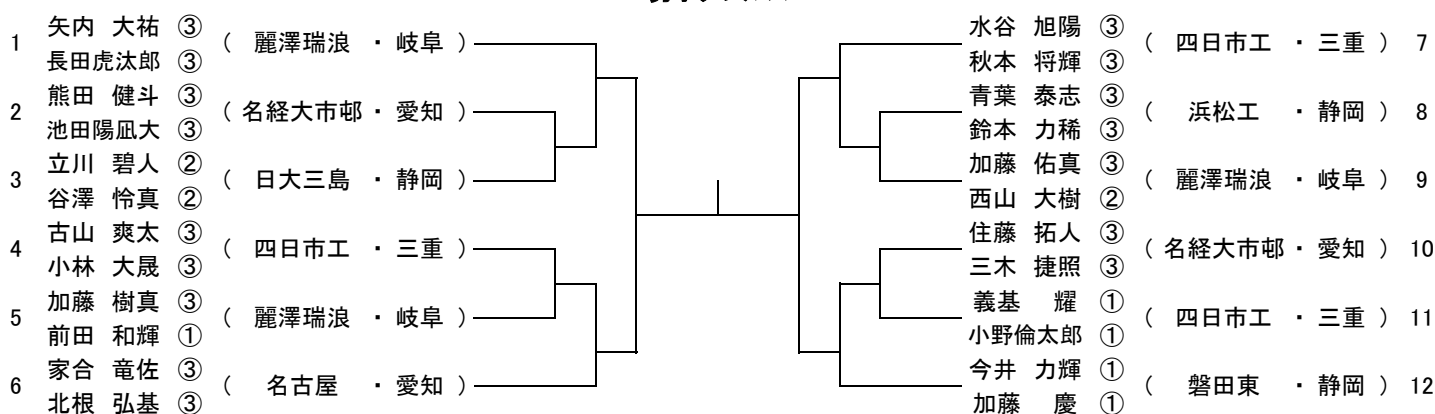 矢内 大祐 ③
1 ( 麗澤瑞浪 ・ 岐阜 )
長田虎汰郎 ③
熊田 健斗 ③
2 ( 名経大市邨 ・ 愛知 )
池田陽凪大 ③
立川 碧人 ②
3 ( 日大三島 ・ 静岡 )
谷澤 怜真 ②
古山 爽太 ③
4 ( 四日市工 ・ 三重 )
小林 大晟 ③
加藤 樹真 ③
5 ( 麗澤瑞浪 ・ 岐阜 )
前田 和輝 ①
家合 竜佐 ③
6 ( 名古屋 ・ 愛知 )
北根 弘基 ③
水谷 旭陽 ③
( 四日市工 ・ 三重 ) 7
秋本 将輝 ③
青葉 泰志 ③
( 浜松工 ・ 静岡 ) 8
鈴本 力稀 ③
加藤 佑真 ③
( 麗澤瑞浪 ・ 岐阜 ) 9
西山 大樹 ②
住藤 拓人 ③
( 名経大市邨 ・ 愛知 ) 10
三木 捷照 ③
義基 耀 ①
( 四日市工 ・ 三重 ) 11
小野倫太郎 ①
今井 力輝 ①
( 磐田東 ・ 静岡 ) 12
加藤 慶 ①